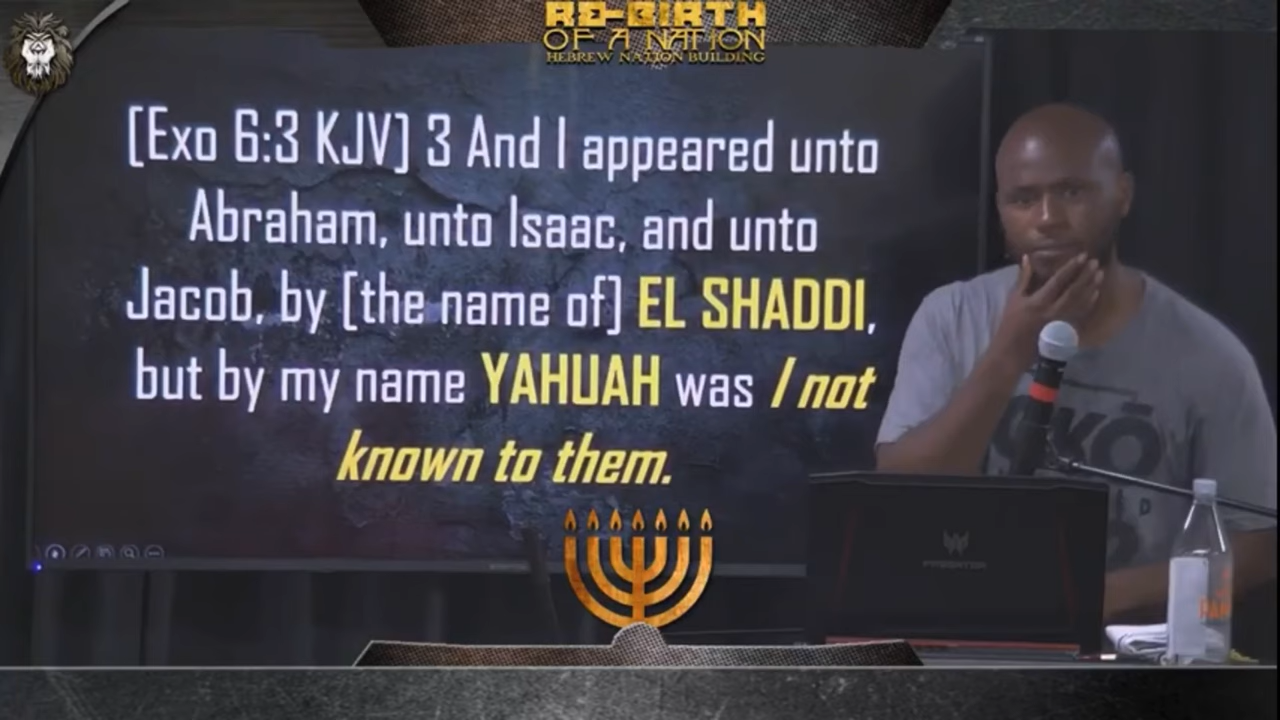 RE-BIRTH
OF A NATION
HEBREW NATION BUILDING
[Exo 6:3 KJV] 3 And I appeared unto
Abraham, unto Isaac, and unto
Jacob, by [the name of] EL SHADDI,
but by my name YAHUAH was I not
known to them.
PREDATOR